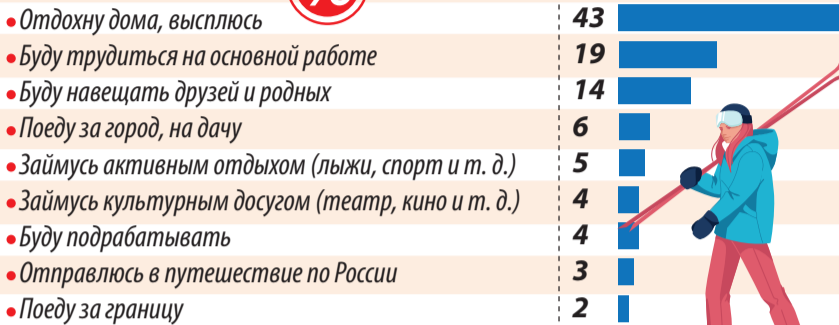 %
• Отдохну дома, высплюсь 43
• Буду трудиться на основной работе 19
• Буду навещать друзей и родных 14
• Поеду за город, на дачу 6
• Займусь активным отдыхом (лыжи, спорт и т. д.) 5
• Займусь культурным досугом (театр, кино и т. д.) 4
• Буду подрабатывать 4
• Отправлюсь в путешествие по России 3
• Поеду за границу 2